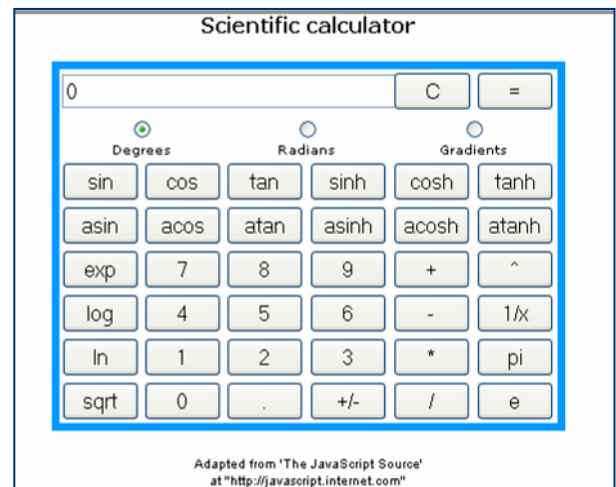 Scientific calculator
0 C =
Degrees Radians Gradients
sin cos tan sinh cosh tanh
asin acos atan asinh acosh atanh
exp 7 8 9 + ^
log 4 5 6 - 1/x
ln 1 2 3 * pi
sqrt 0 . +/- / e
Adapted from 'The JavaScript Source'
at "http://javascript.internet.com"